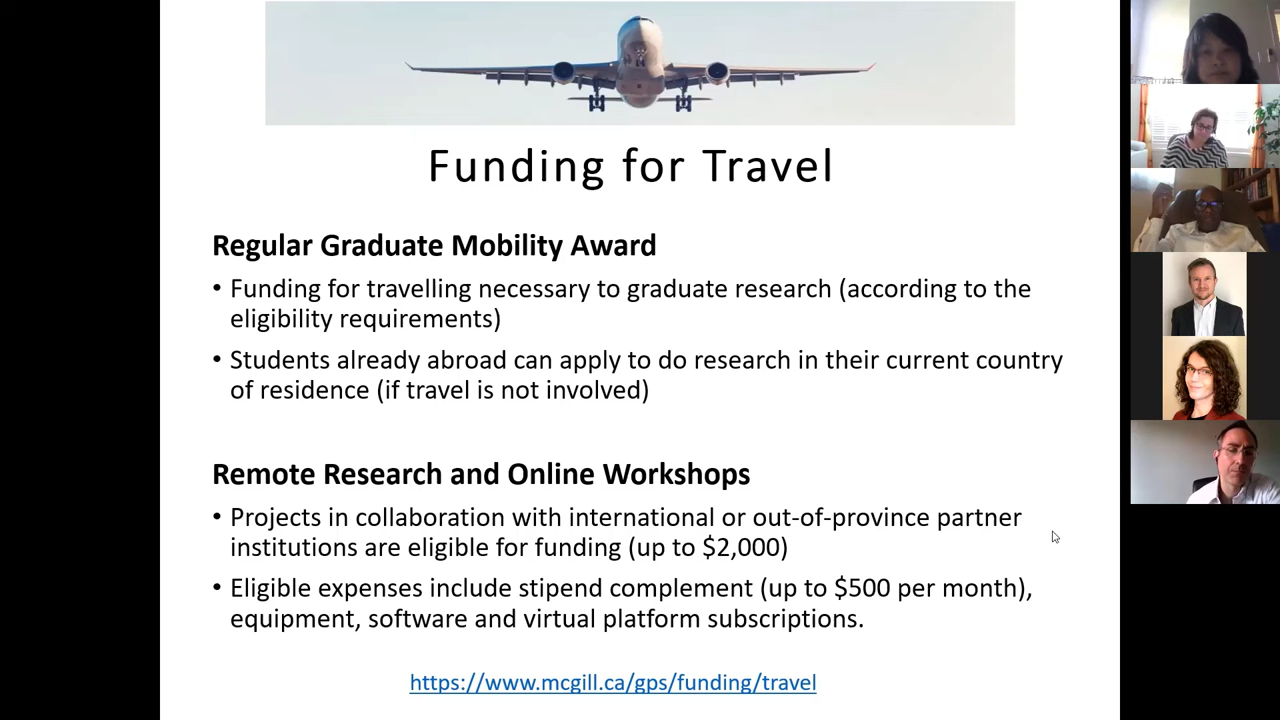 Funding for Travel
Regular Graduate Mobility Award
• Funding for travelling necessary to graduate research (according to the
eligibility requirements)
• Students already abroad can apply to do research in their current country
of residence (if travel is not involved)
Remote Research and Online Workshops
• Projects in collaboration with international or out-of-province partner
institutions are eligible for funding (up to $2,000)
• Eligible expenses include stipend complement (up to $500 per month),
equipment, software and virtual platform subscriptions.
https://www.mcgill.ca/gps/funding/travel